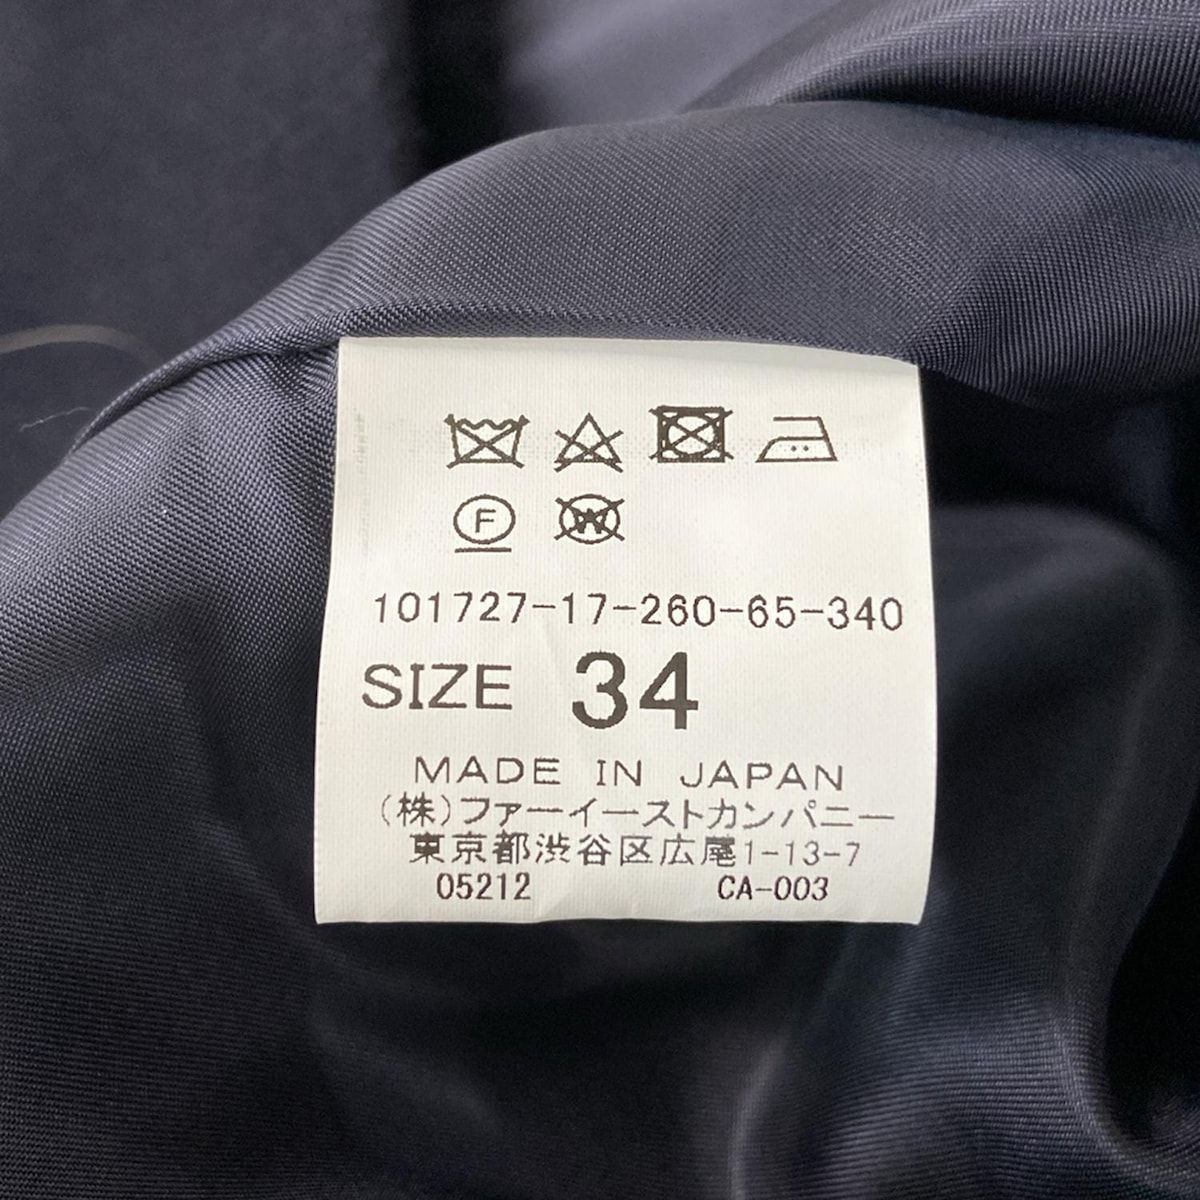 F W
101727-17-260-65-340
SIZE 34
MADE IN JAPAN
(株)ファーイーストカンパニー
東京都渋谷区広尾1-13-7
05212 CA-003